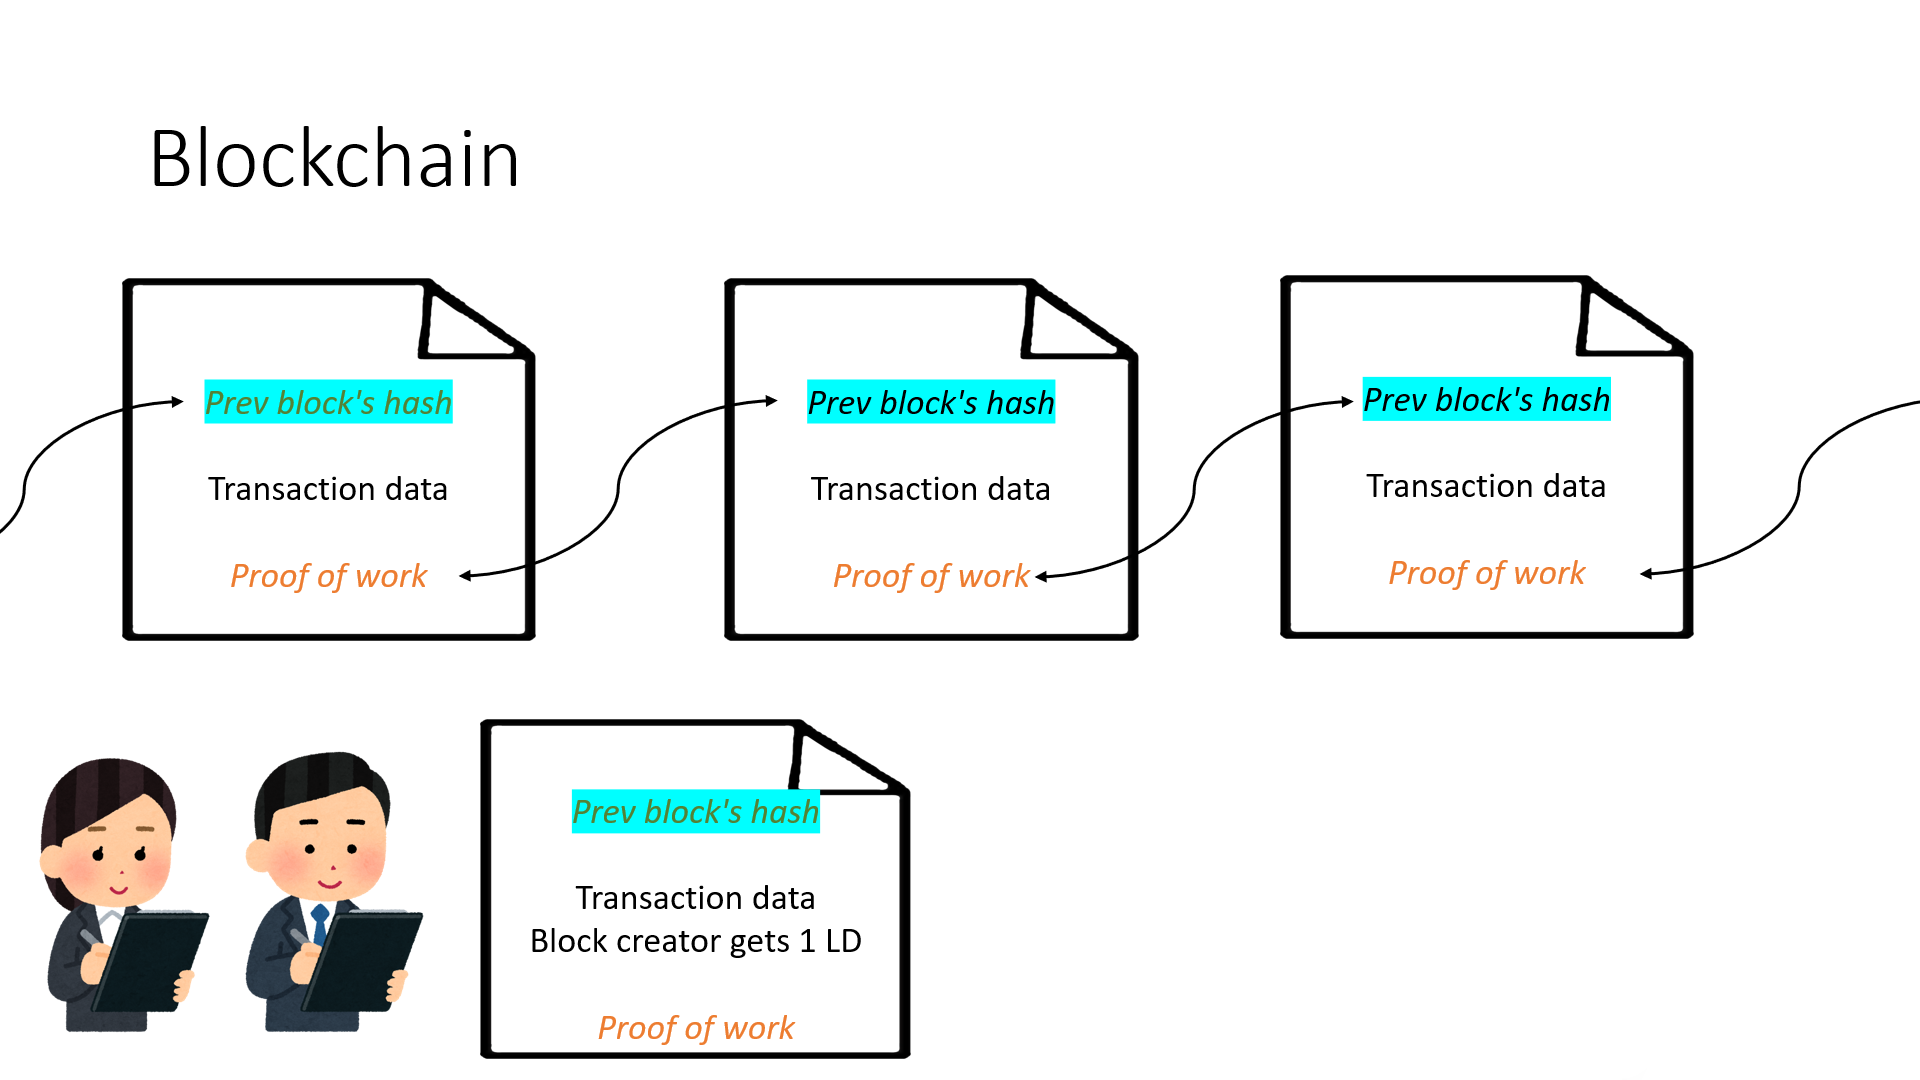 Blockchain
Prev block's hash
Transaction data
Proof of work
Prev block's hash
Transaction data
Proof of work
Prev block's hash
Transaction data
Proof of work
Prev block's hash
Transaction data
Block creator gets 1 LD
Proof of work